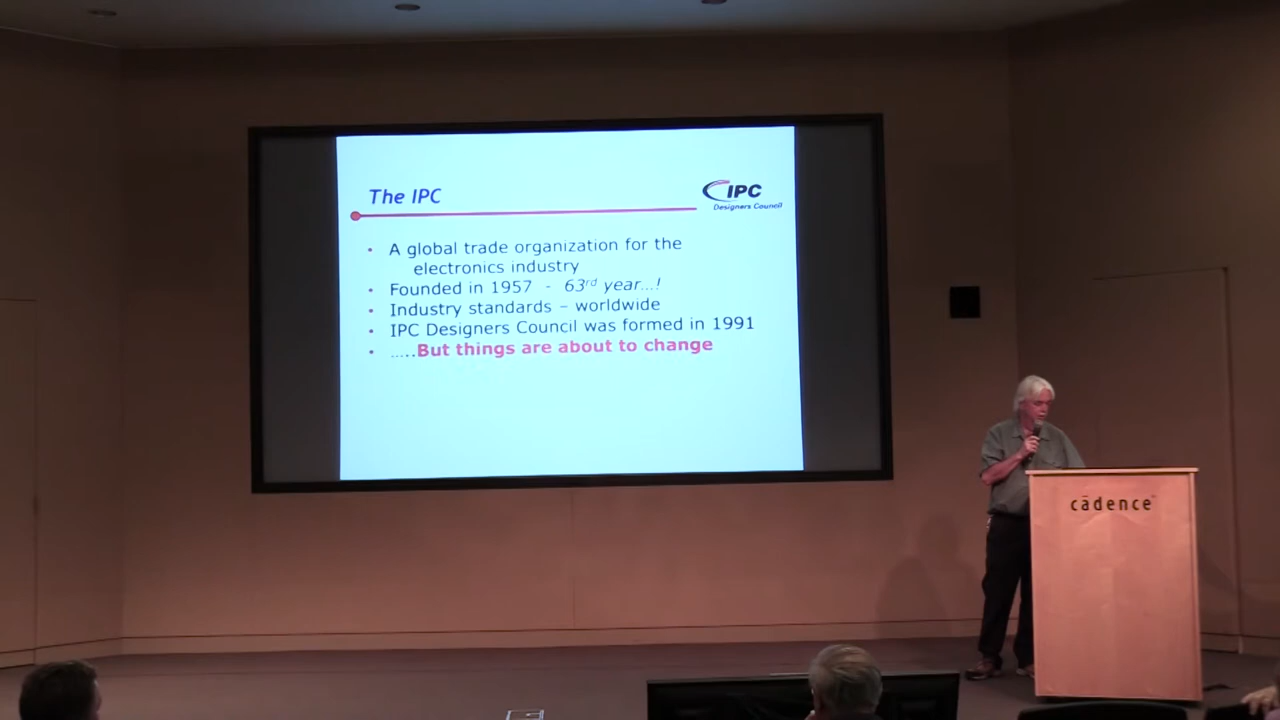 The IPC
IPC
Designers Council
• A global trade organization for the
electronics industry
• Founded in 1957 - 63rd year...!
• Industry standards – worldwide
• IPC Designers Council was formed in 1991
• .....But things are about to change
cādence